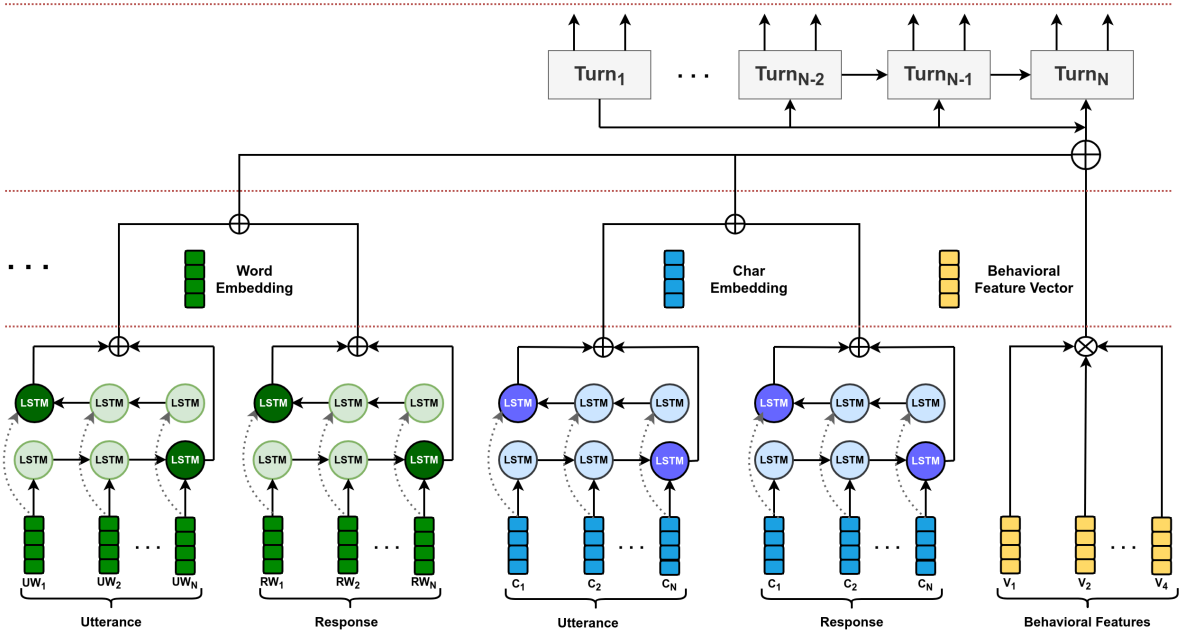 Turn1 . . . TurnN-2 TurnN-1 TurnN
. . .
Word Embedding
Char Embedding
Behavioral Feature Vector
LSTM LSTM LSTM LSTM LSTM LSTM LSTM LSTM LSTM LSTM LSTM LSTM
LSTM LSTM LSTM LSTM LSTM LSTM LSTM LSTM LSTM LSTM LSTM LSTM
. . . . . . . . . . . . . . .
UW1 UW2 UWN RW1 RW2 RWN C1 C2 CN C1 C2 CN V1 V2 V4
Utterance Response Utterance Response Behavioral Features